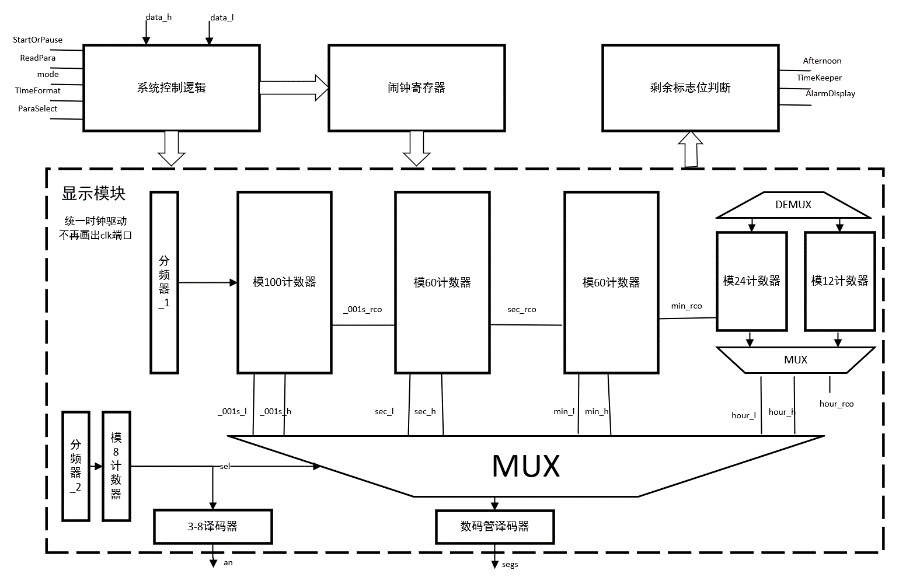 data_h
data_l
StartOrPause
ReadPara
mode
TimeFormat
ParaSelect
系统控制逻辑
闹钟寄存器
剩余标志位判断
Afternoon
TimeKeeper
AlarmDisplay
显示模块
统一时钟驱动
不再画出clk端口
分频器_1
模100计数器
_001s_rco
模60计数器
sec_rco
模60计数器
min_rco
DEMUX
模24计数器
模12计数器
MUX
_001s_l
_001s_h
sec_l
sec_h
min_l
min_h
hour_l
hour_h
hour_rco
分频器_2
模8计数器
sel
MUX
3-8译码器
数码管译码器
an
segs